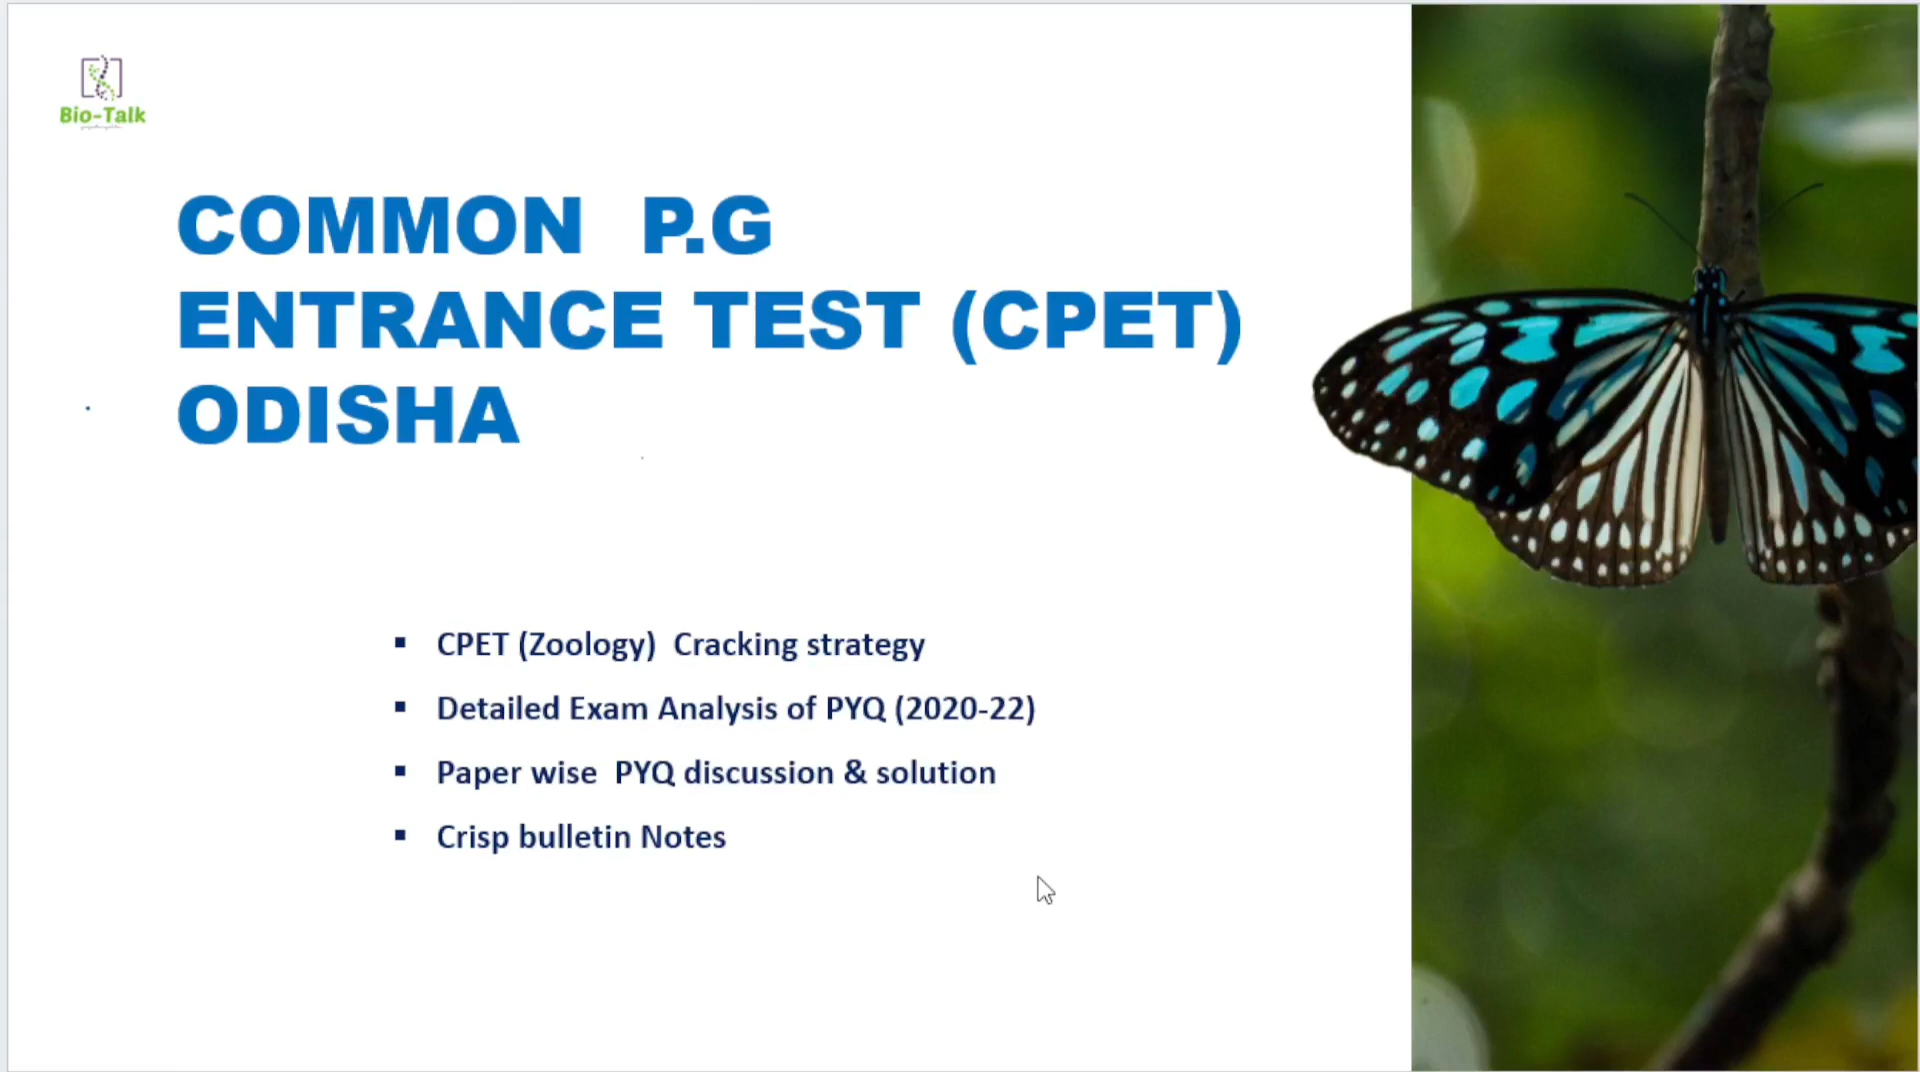 Bio-Talk
COMMON P.G
ENTRANCE TEST (CPET)
ODISHA
▪ CPET (Zoology) Cracking strategy
▪ Detailed Exam Analysis of PYQ (2020-22)
▪ Paper wise PYQ discussion & solution
▪ Crisp bulletin Notes